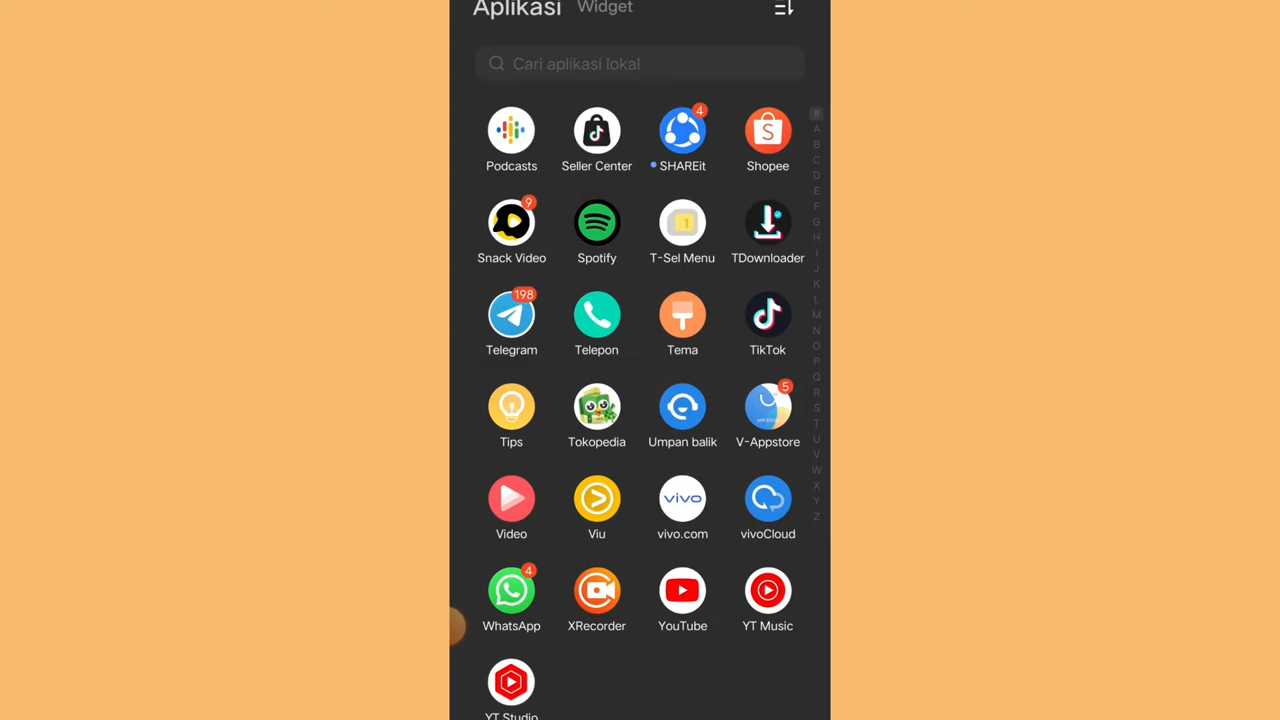 Aplikasi Widget
Cari aplikasi lokal
4
Podcasts Seller Center SHAREit Shopee
9
Snack Video Spotify T-Sel Menu TDownloader
198
Telegram Telepon Tema TikTok
5
Tips Tokopedia Umpan balik V-Appstore
vivo
Video Viu vivo.com vivoCloud
4
WhatsApp XRecorder YouTube YT Music
YT Studio
#
A
B
C
D
E
F
G
H
I
J
K
L
M
N
O
P
Q
R
S
T
U
V
W
X
Y
Z